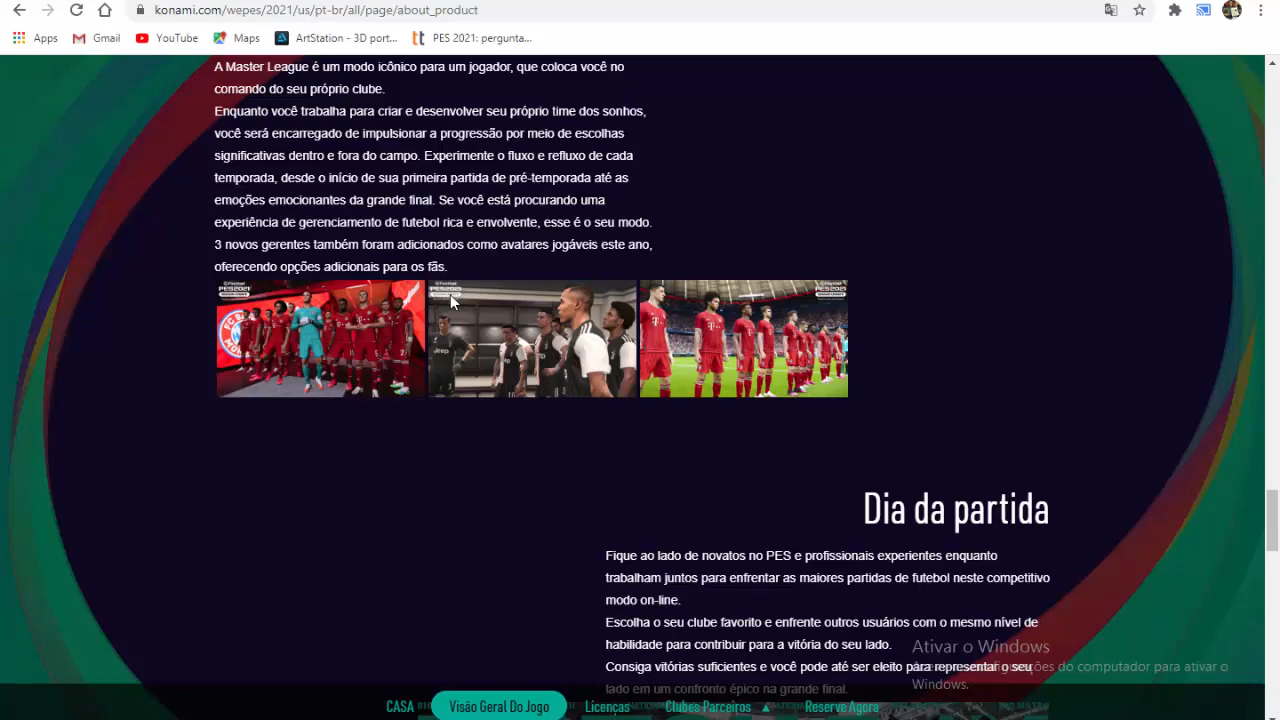 konami.com/wepes/2021/us/pt-br/all/page/about_product
Apps Gmail YouTube Maps ArtStation - 3D port... PES 2021: pergunta...
A Master League é um modo icônico para um jogador, que coloca você no
comando do seu próprio clube.
Enquanto você trabalha para criar e desenvolver seu próprio time dos sonhos,
você será encarregado de impulsionar a progressão por meio de escolhas
significativas dentro e fora do campo. Experimente o fluxo e refluxo de cada
temporada, desde o início de sua primeira partida de pré-temporada até as
emoções emocionantes da grande final. Se você está procurando uma
experiência de gerenciamento de futebol rica e envolvente, esse é o seu modo.
3 novos gerentes também foram adicionados como avatares jogáveis este ano,
oferecendo opções adicionais para os fãs.
PES2021
PES2021
PES2021
Jeep
Dia da partida
Fique ao lado de novatos no PES e profissionais experientes enquanto
trabalham juntos para enfrentar as maiores partidas de futebol neste competitivo
modo on-line.
Escolha o seu clube favorito e enfrente outros usuários com o mesmo nível de
habilidade para contribuir para a vitória do seu lado.
Consiga vitórias suficientes e você pode até ser eleito para representar o seu
lado em um confronto épico na grande final.
Ativar o Windows
do computador para ativar o
Windows.
CASA Visão Geral Do Jogo Licenças Clubes Parceiros ▲ Reserve Agora